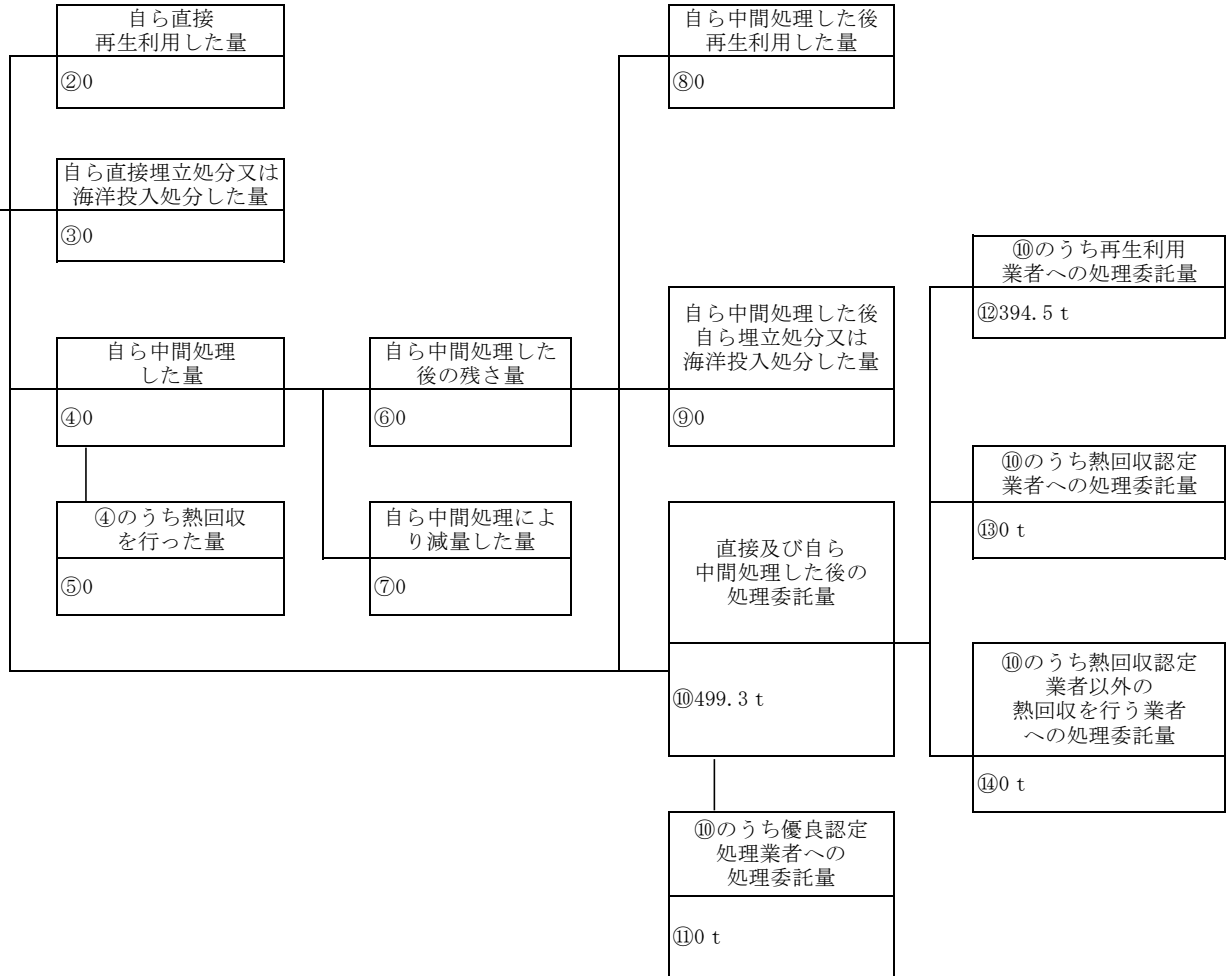 自ら直接
再生利用した量
②0
自ら直接埋立処分又は
海洋投入処分した量
③0
自ら中間処理
した量
④0
④のうち熱回収
を行った量
⑤0
自ら中間処理した
後の残さ量
⑥0
自ら中間処理によ
り減量した量
⑦0
自ら中間処理した後
再生利用した量
⑧0
自ら中間処理した後
自ら埋立処分又は
海洋投入処分した量
⑨0
直接及び自ら
中間処理した後の
処理委託量
⑩499.3 t
⑩のうち優良認定
処理業者への
処理委託量
⑪0 t
⑩のうち再生利用
業者への処理委託量
⑫394.5 t
⑩のうち熱回収認定
業者への処理委託量
⑬0 t
⑩のうち熱回収認定
業者以外の
熱回収を行う業者
への処理委託量
⑭0 t